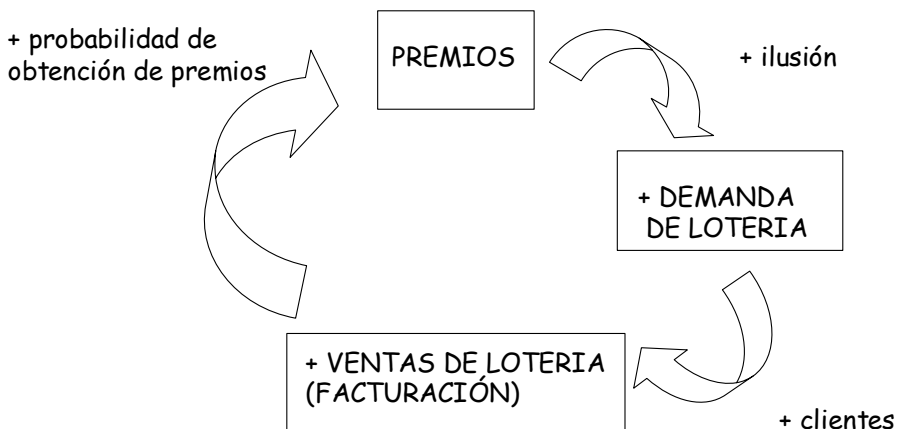 + probabilidad de
obtención de premios
PREMIOS
+ ilusión
+ DEMANDA
DE LOTERIA
+ VENTAS DE LOTERIA
(FACTURACIÓN)
+ clientes